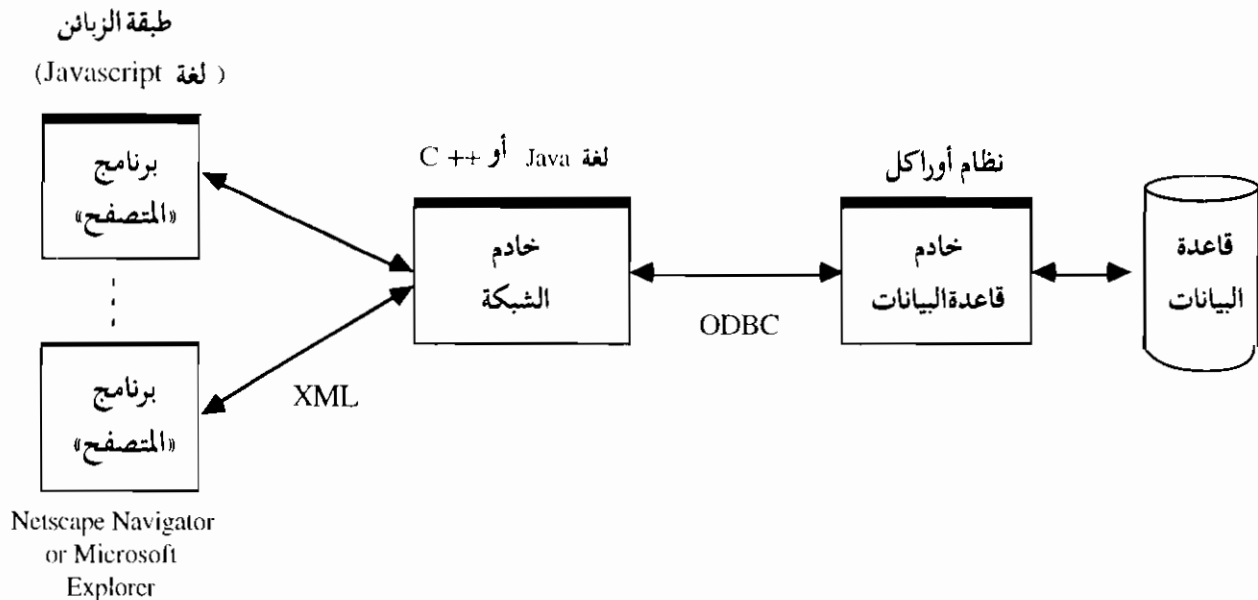 طبقة الزبائن
(لغة Javascript)
برنامج
«المتصفح»
برنامج
«المتصفح»
Netscape Navigator
or Microsoft
Explorer
XML
لغة Java أو C ++
خادم
الشبكة
ODBC
نظام أوراكل
خادم
قاعدةالبيانات
قاعدة
البيانات